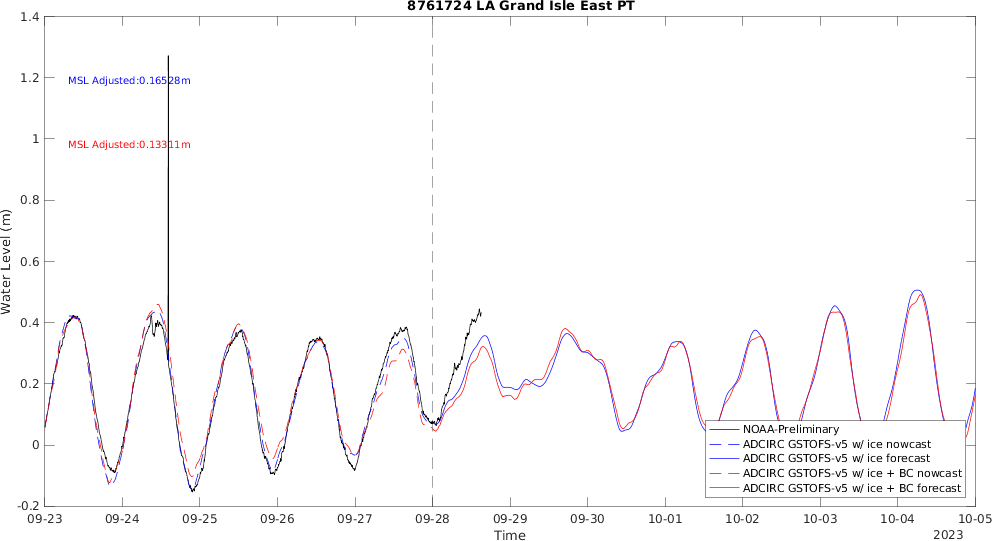 8761724 LA Grand Isle East PT
1.4
1.2
1
0.8
0.6
0.4
0.2
0
-0.2
Water Level (m)
MSL Adjusted:0.16528m
MSL Adjusted:0.13311m
NOAA-Preliminary
ADCIRC GSTOFS-v5 w/ ice nowcast
ADCIRC GSTOFS-v5 w/ ice forecast
ADCIRC GSTOFS-v5 w/ ice + BC nowcast
ADCIRC GSTOFS-v5 w/ ice + BC forecast
09-23 09-24 09-25 09-26 09-27 09-28 09-29 09-30 10-01 10-02 10-03 10-04 10-05
Time
2023